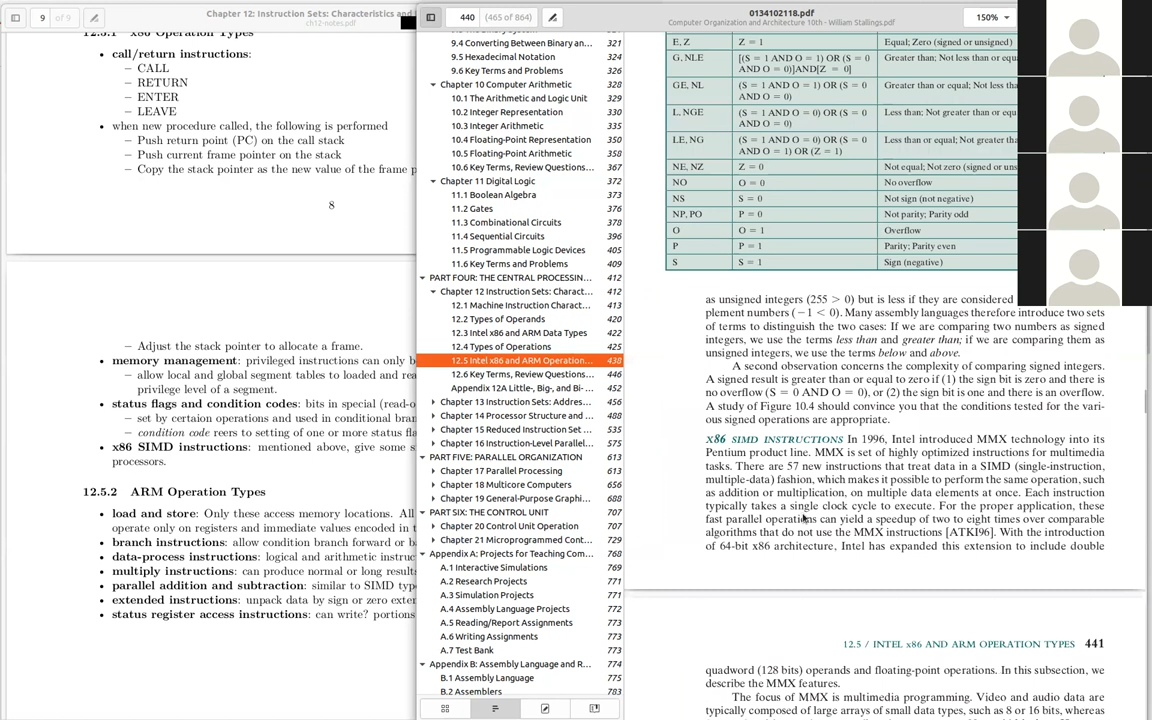 9 of 9
Chapter 12: Instruction Sets: Characteristics and
ch12-notes.pdf
12.5.1 x86 Operation Types
• call/return instructions:
– CALL
– RETURN
– ENTER
– LEAVE
• when new procedure called, the following is performed
– Push return point (PC) on the call stack
– Push current frame pointer on the stack
– Copy the stack pointer as the new value of the frame p
8
– Adjust the stack pointer to allocate a frame.
• memory management: privileged instructions can only b
– allow local and global segment tables to loaded and rea
privilege level of a segment.
• status flags and condition codes: bits in special (read-o
– set by certaion operations and used in conditional bran
– condition code reers to setting of one or more status fla
• x86 SIMD instructions: mentioned above, give some s
processors.
12.5.2 ARM Operation Types
• load and store: Only these access memory locations. All
operate only on registers and immediate values encoded in t
• branch instructions: allow condition branch forward or b
• data-process instructions: logical and arithmetic instruc
• multiply instructions: can produce normal or long results
• parallel addition and subtraction: similar to SIMD typ
• extended instructions: unpack data by sign or zero exter
• status register access instructions: can write? portions
440 (465 of 864)
0134102118.pdf
Computer Organization and Architecture 10th - William Stallings.pdf
150%
9.4 Converting Between Binary an... 321
9.5 Hexadecimal Notation 324
9.6 Key Terms and Problems 326
Chapter 10 Computer Arithmetic 328
10.1 The Arithmetic and Logic Unit 329
10.2 Integer Representation 330
10.3 Integer Arithmetic 335
10.4 Floating-Point Representation 350
10.5 Floating-Point Arithmetic 358
10.6 Key Terms, Review Questions... 367
Chapter 11 Digital Logic 372
11.1 Boolean Algebra 373
11.2 Gates 376
11.3 Combinational Circuits 378
11.4 Sequential Circuits 396
11.5 Programmable Logic Devices 405
11.6 Key Terms and Problems 409
PART FOUR: THE CENTRAL PROCESSIN... 412
Chapter 12 Instruction Sets: Charact... 412
12.1 Machine Instruction Charact... 413
12.2 Types of Operands 420
12.3 Intel x86 and ARM Data Types 422
12.4 Types of Operations 425
12.5 Intel x86 and ARM Operation... 438
12.6 Key Terms, Review Questions... 446
Appendix 12A Little-, Big-, and Bi-... 452
Chapter 13 Instruction Sets: Addres... 456
Chapter 14 Processor Structure and ... 488
Chapter 15 Reduced Instruction Set ... 535
Chapter 16 Instruction-Level Parallel... 575
PART FIVE: PARALLEL ORGANIZATION 613
Chapter 17 Parallel Processing 613
Chapter 18 Multicore Computers 656
Chapter 19 General-Purpose Graphi... 688
PART SIX: THE CONTROL UNIT 707
Chapter 20 Control Unit Operation 707
Chapter 21 Microprogrammed Cont... 729
Appendix A: Projects for Teaching Com... 768
A.1 Interactive Simulations 769
A.2 Research Projects 771
A.3 Simulation Projects 771
A.4 Assembly Language Projects 772
A.5 Reading/Report Assignments 773
A.6 Writing Assignments 773
A.7 Test Bank 773
Appendix B: Assembly Language and R... 774
B.1 Assembly Language 775
B.2 Assemblers 783
E, Z Z = 1 Equal; Zero (signed or unsigned)
G, NLE [(S = 1 AND O = 1) OR (S = 0 Greater than; Not less than or equ
AND O = 0)]AND[Z = 0]
GE, NL (S = 1 AND O = 1) OR (S = 0 Greater than or equal; Not less tha
AND O = 0)
L, NGE (S = 1 AND O = 0) OR (S = 0 Less than; Not greater than or equ
AND O = 0)
LE, NG (S = 1 AND O = 0) OR (S = 0 Less than or equal; Not greater tha
AND O = 1) OR (Z = 1)
NE, NZ Z = 0 Not equal; Not zero (signed or uns
NO O = 0 No overflow
NS S = 0 Not sign (not negative)
NP, PO P = 0 Not parity; Parity odd
O O = 1 Overflow
P P = 1 Parity; Parity even
S S = 1 Sign (negative)
as unsigned integers (255 > 0) but is less if they are considered
plement numbers (−1 < 0). Many assembly languages therefore introduce two sets
of terms to distinguish the two cases: If we are comparing two numbers as signed
integers, we use the terms less than and greater than; if we are comparing them as
unsigned integers, we use the terms below and above.
A second observation concerns the complexity of comparing signed integers.
A signed result is greater than or equal to zero if (1) the sign bit is zero and there is
no overflow (S = 0 AND O = 0), or (2) the sign bit is one and there is an overflow.
A study of Figure 10.4 should convince you that the conditions tested for the vari-
ous signed operations are appropriate.
X86 SIMD INSTRUCTIONS In 1996, Intel introduced MMX technology into its
Pentium product line. MMX is set of highly optimized instructions for multimedia
tasks. There are 57 new instructions that treat data in a SIMD (single-instruction,
multiple-data) fashion, which makes it possible to perform the same operation, such
as addition or multiplication, on multiple data elements at once. Each instruction
typically takes a single clock cycle to execute. For the proper application, these
fast parallel operations can yield a speedup of two to eight times over comparable
algorithms that do not use the MMX instructions [ATKI96]. With the introduction
of 64-bit x86 architecture, Intel has expanded this extension to include double
12.5 / INTEL x86 AND ARM OPERATION TYPES 441
quadword (128 bits) operands and floating-point operations. In this subsection, we
describe the MMX features.
The focus of MMX is multimedia programming. Video and audio data are
typically composed of large arrays of small data types, such as 8 or 16 bits, whereas